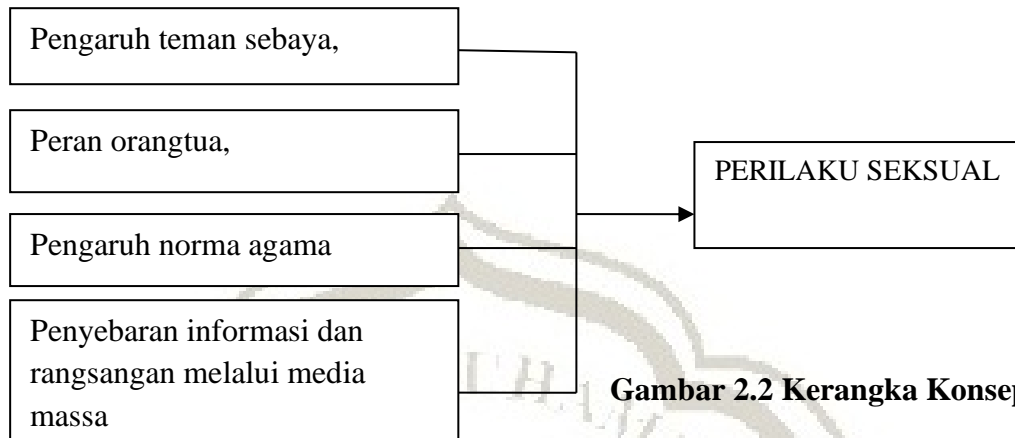 Pengaruh teman sebaya,
Peran orangtua,
Pengaruh norma agama
Penyebaran informasi dan
rangsangan melalui media
massa
PERILAKU SEKSUAL
Gambar 2.2 Kerangka Konsep